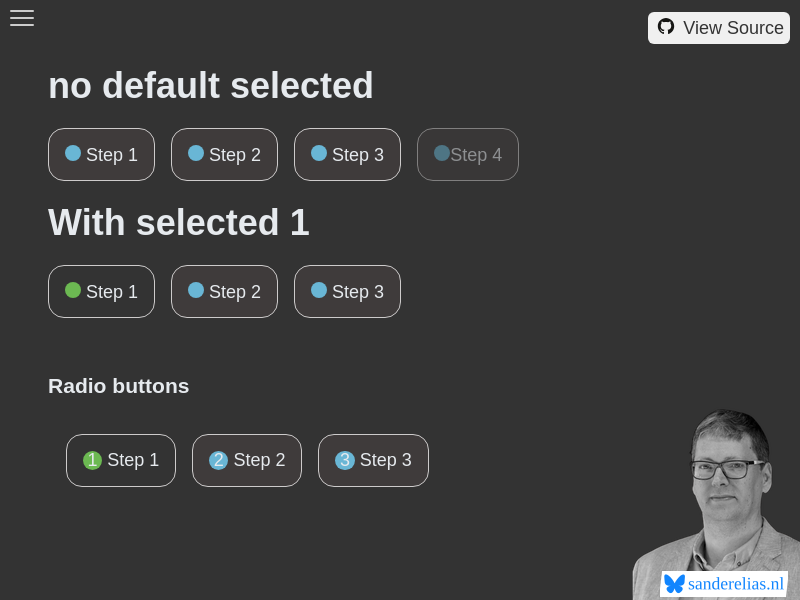 View Source
no default selected
Step 1 Step 2 Step 3 Step 4
With selected 1
Step 1 Step 2 Step 3
Radio buttons
1 Step 1 2 Step 2 3 Step 3
sanderelias.nl